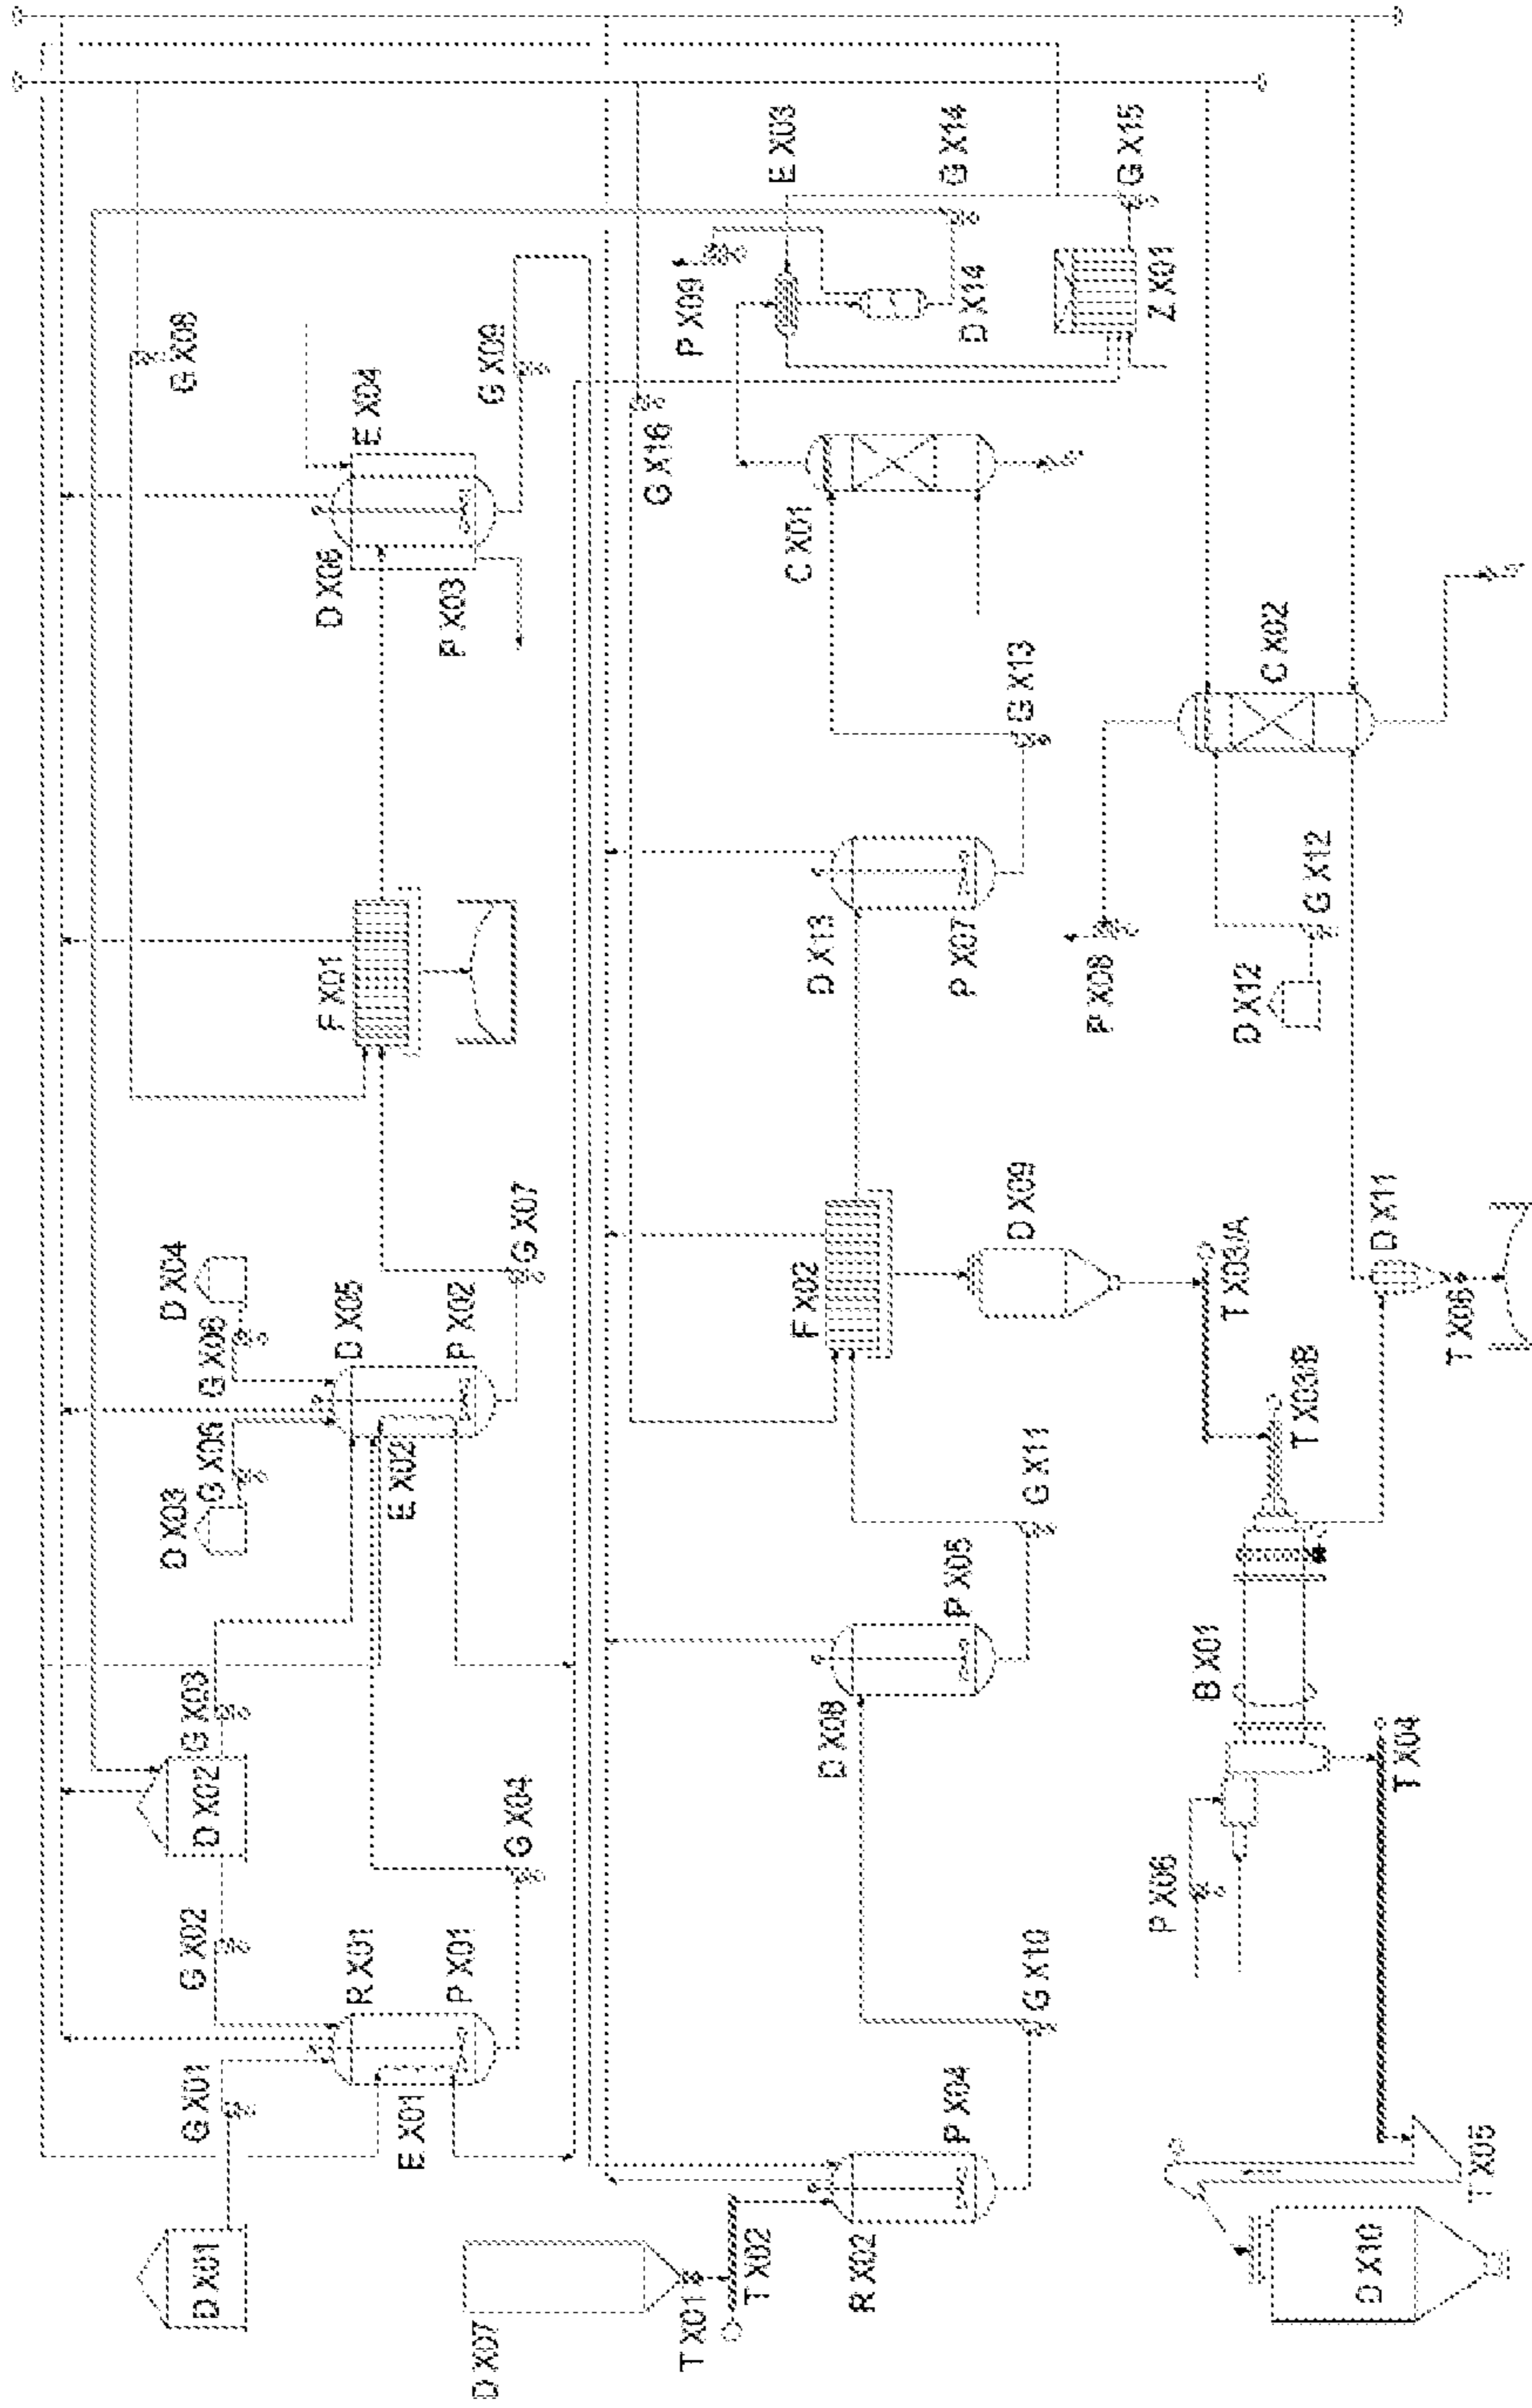 D X03
D X04
D X01
G X01
G X02
D X02
G X03
G X05
G X06
G X08
R X01
D X05
F X01
D X06
E X04
E X01
P X01
E X02
P X02
P X03
D X07
G X04
G X07
G X09
T X01
T X02
G X16
P X09
E X03
R X02
D X08
F X02
D X13
C X01
P X04
P X05
P X07
D X14
G X14
G X10
G X11
D X09
G X13
P X08
Z X01
G X15
P X06
B X01
T X03/B
T X03/A
D X12
G X12
C X02
D X10
T X04
D X11
T X05
T X06